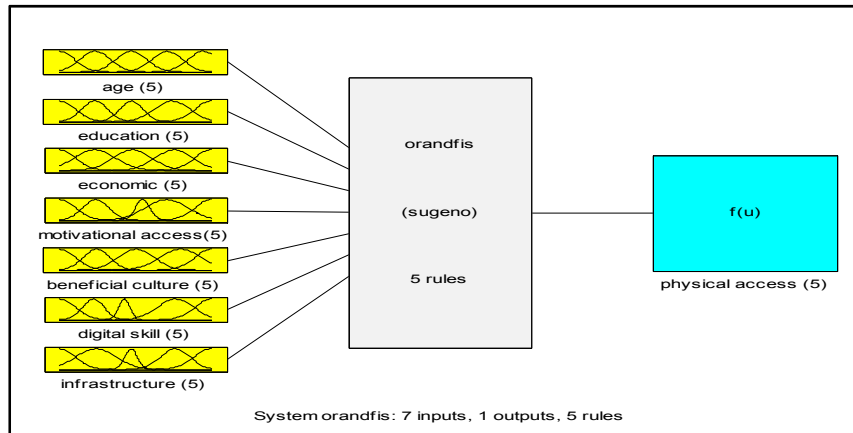 age (5)
education (5)
economic (5)
motivational access(5)
beneficial culture (5)
digital skill (5)
infrastructure (5)
orandfis
(sugeno)
5 rules
f(u)
physical access (5)
System orandfis: 7 inputs, 1 outputs, 5 rules